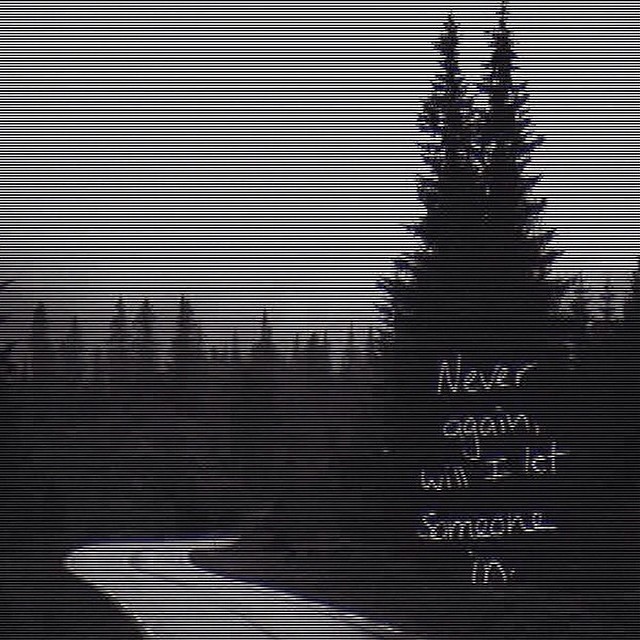 Never
again,
will I let
someone
in.